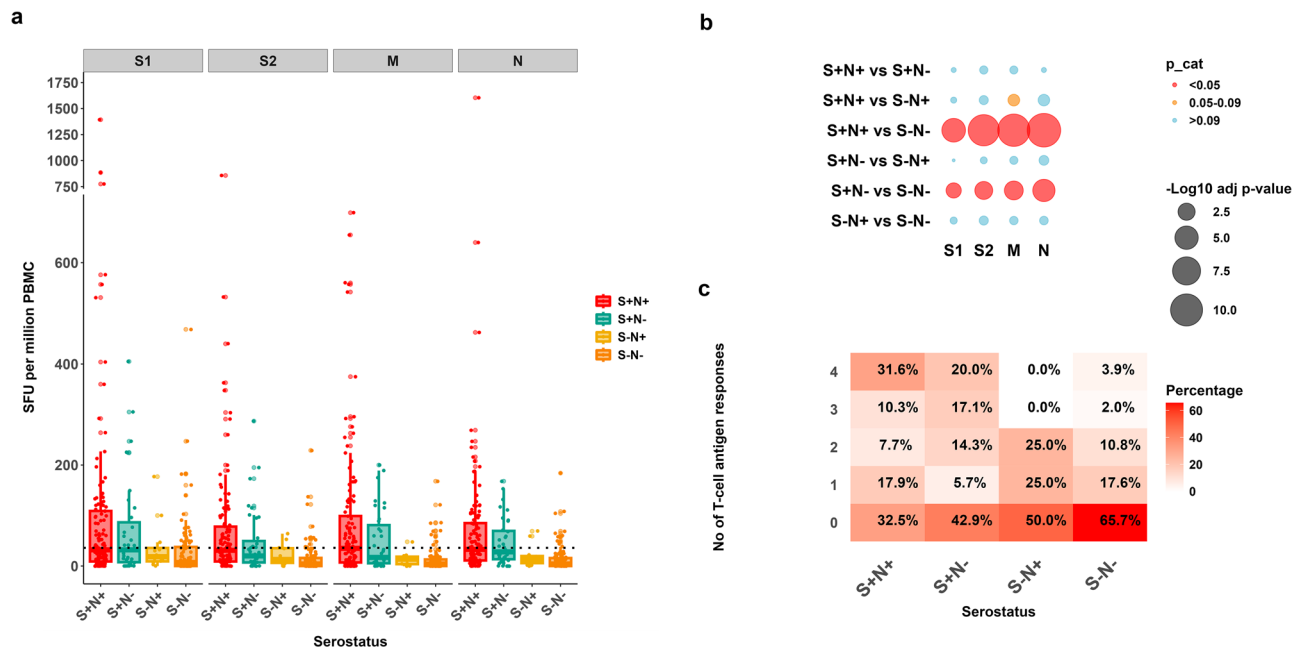 a
S1 S2 M N
1750
1500
1250
1000
750
600
400
200
0
SFU per million PBMC
S+N+ S+N- S-N+ S-N- S+N+ S+N- S-N+ S-N- S+N+ S+N- S-N+ S-N- S+N+ S+N- S-N+ S-N-
Serostatus
S+N+
S+N-
S-N+
S-N-
b
S+N+ vs S+N-
S+N+ vs S-N+
S+N+ vs S-N-
S+N- vs S-N+
S+N- vs S-N-
S-N+ vs S-N-
S1 S2 M N
p_cat
<0.05
0.05-0.09
>0.09
-Log10 adj p-value
2.5
5.0
7.5
10.0
c
No of T-cell antigen responses
4 31.6% 20.0% 0.0% 3.9%
3 10.3% 17.1% 0.0% 2.0%
2 7.7% 14.3% 25.0% 10.8%
1 17.9% 5.7% 25.0% 17.6%
0 32.5% 42.9% 50.0% 65.7%
S+N+ S+N- S-N+ S-N-
Serostatus
Percentage
60
40
20
0